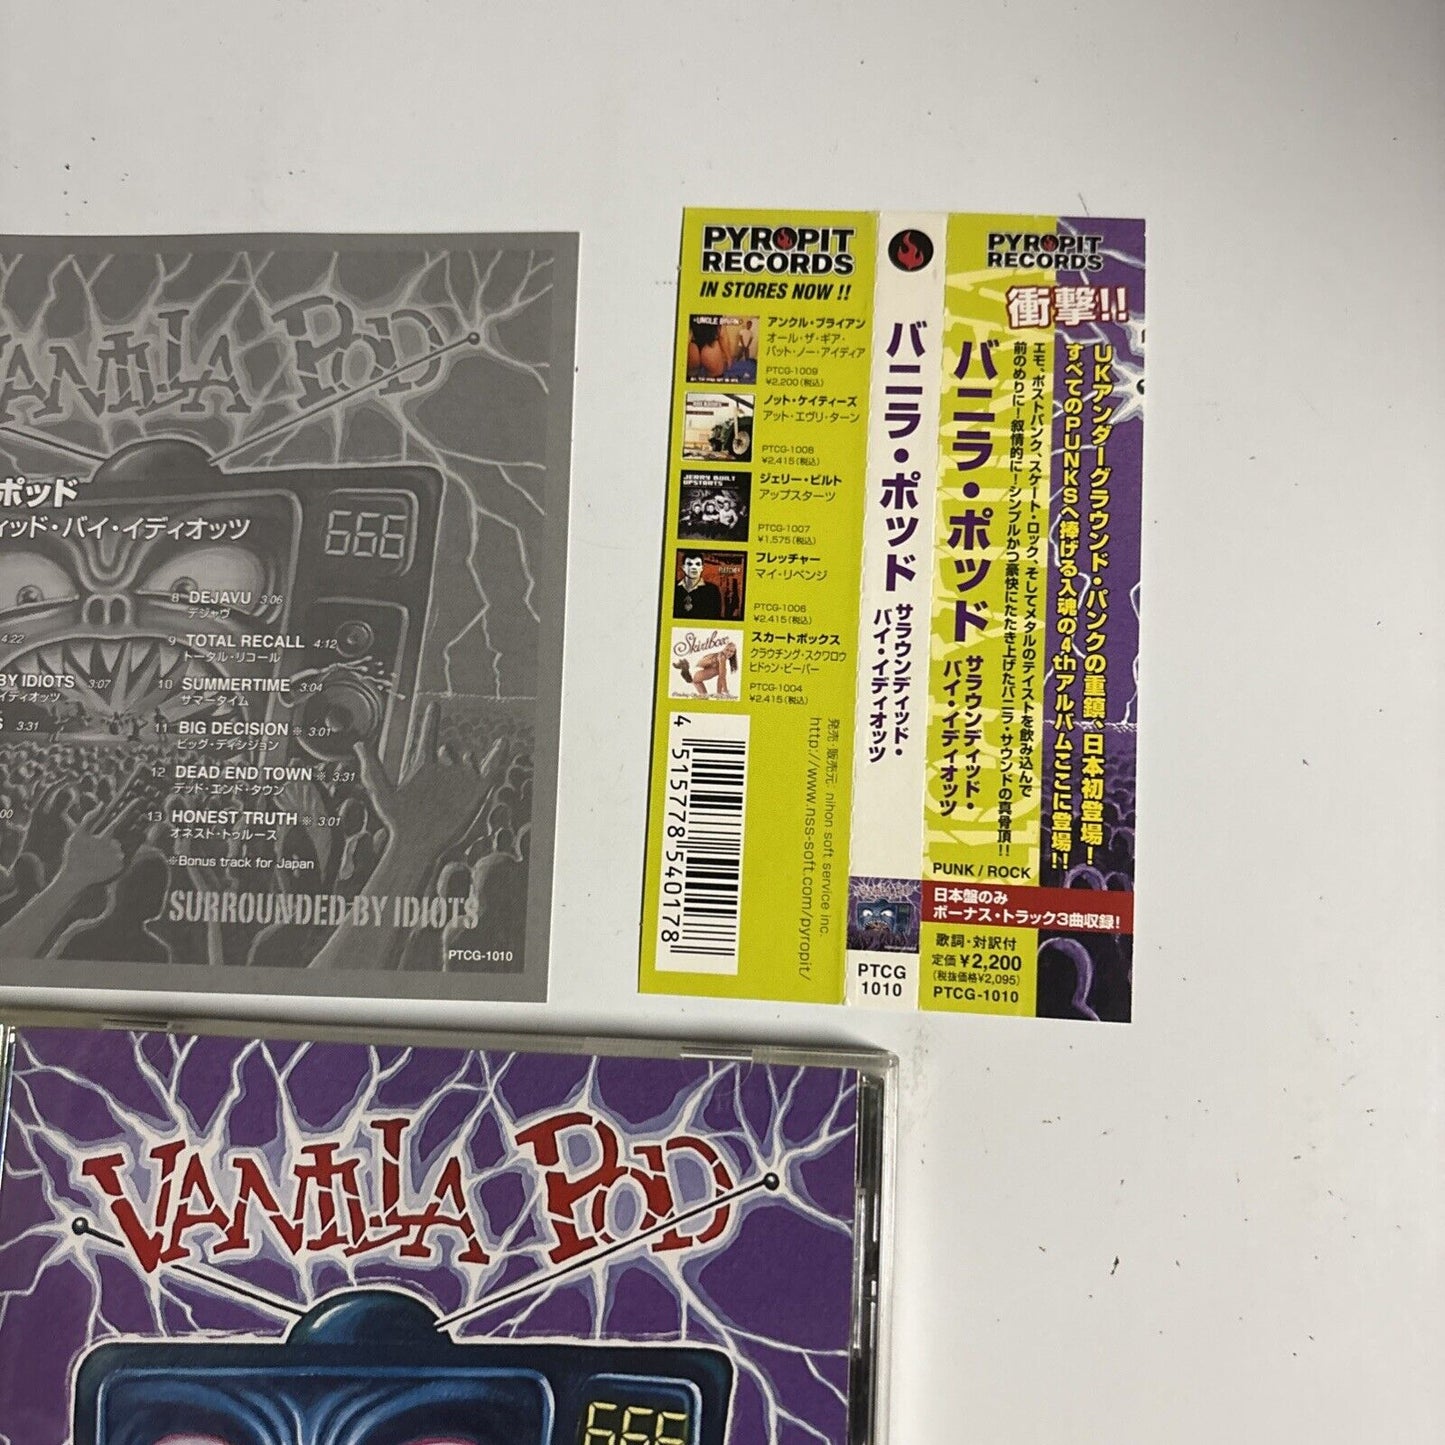 VANILLA POD
ポッド
ィッド・バイ・イディオッツ
666
4:22
BY IDIOTS 3:07
イディオッツ
S 3:31
:00
8 DEJAVU 3:06
デジャヴ
9 TOTAL RECALL 4:12
トータル・リコール
10 SUMMERTIME 3:04
サマータイム
11 BIG DECISION ※ 3:01
ビッグ・ディシジョン
12 DEAD END TOWN ※ 3:31
デッド・エンド・タウン
13 HONEST TRUTH ※ 3:01
オネスト・トゥルース
※Bonus track for Japan
SURROUNDED BY IDIOTS
PTCG-1010
PYROPIT
RECORDS
IN STORES NOW !!
アンクル・ブライアン
オール・ザ・ギア・
バット・ノー・アイディア
PTCG-1009
¥2,200(税込)
ノット・ケイティーズ
アット・エヴリ・ターン
PTCG-1008
¥2,415(税込)
JERRY BUILT
UPSTARTS
ジェリー・ビルト
アップスターツ
PTCG-1007
¥1,575(税込)
フレッチャー
マイ・リベンジ
PTCG-1006
¥2,415(税込)
Skirtbox
スカートボックス
クラウチング・スクワロウ
ヒドゥン・ビーバー
PTCG-1004
¥2,415(税込)
4 515778 540178
発売・販売元: nihon soft service inc.
http://www.nss-soft.com/pyropit/
バニラ・ポッド
サラウンディッド・
バイ・イディオッツ
PTCG
1010
PYROPIT
RECORDS
衝撃!!
UKアンダーグラウンド・パンクの重鎮、日本初登場!
すべてのPUNKSへ捧げる入魂の4thアルバムここに登場!!
エモ、ポストパンク、スケート・ロック、そしてメタルのテイストを飲み込んで
前のめりに!叙情的に!シンプルかつ豪快にたたき上げたバニラ・サウンドの真骨頂!!
バニラ・ポッド
サラウンディッド・
バイ・イディオッツ
PUNK / ROCK
日本盤のみ
ボーナス・トラック3曲収録!
歌詞・対訳付
定価¥2,200
(税抜価格¥2,095)
PTCG-1010
VANILLA POD
666